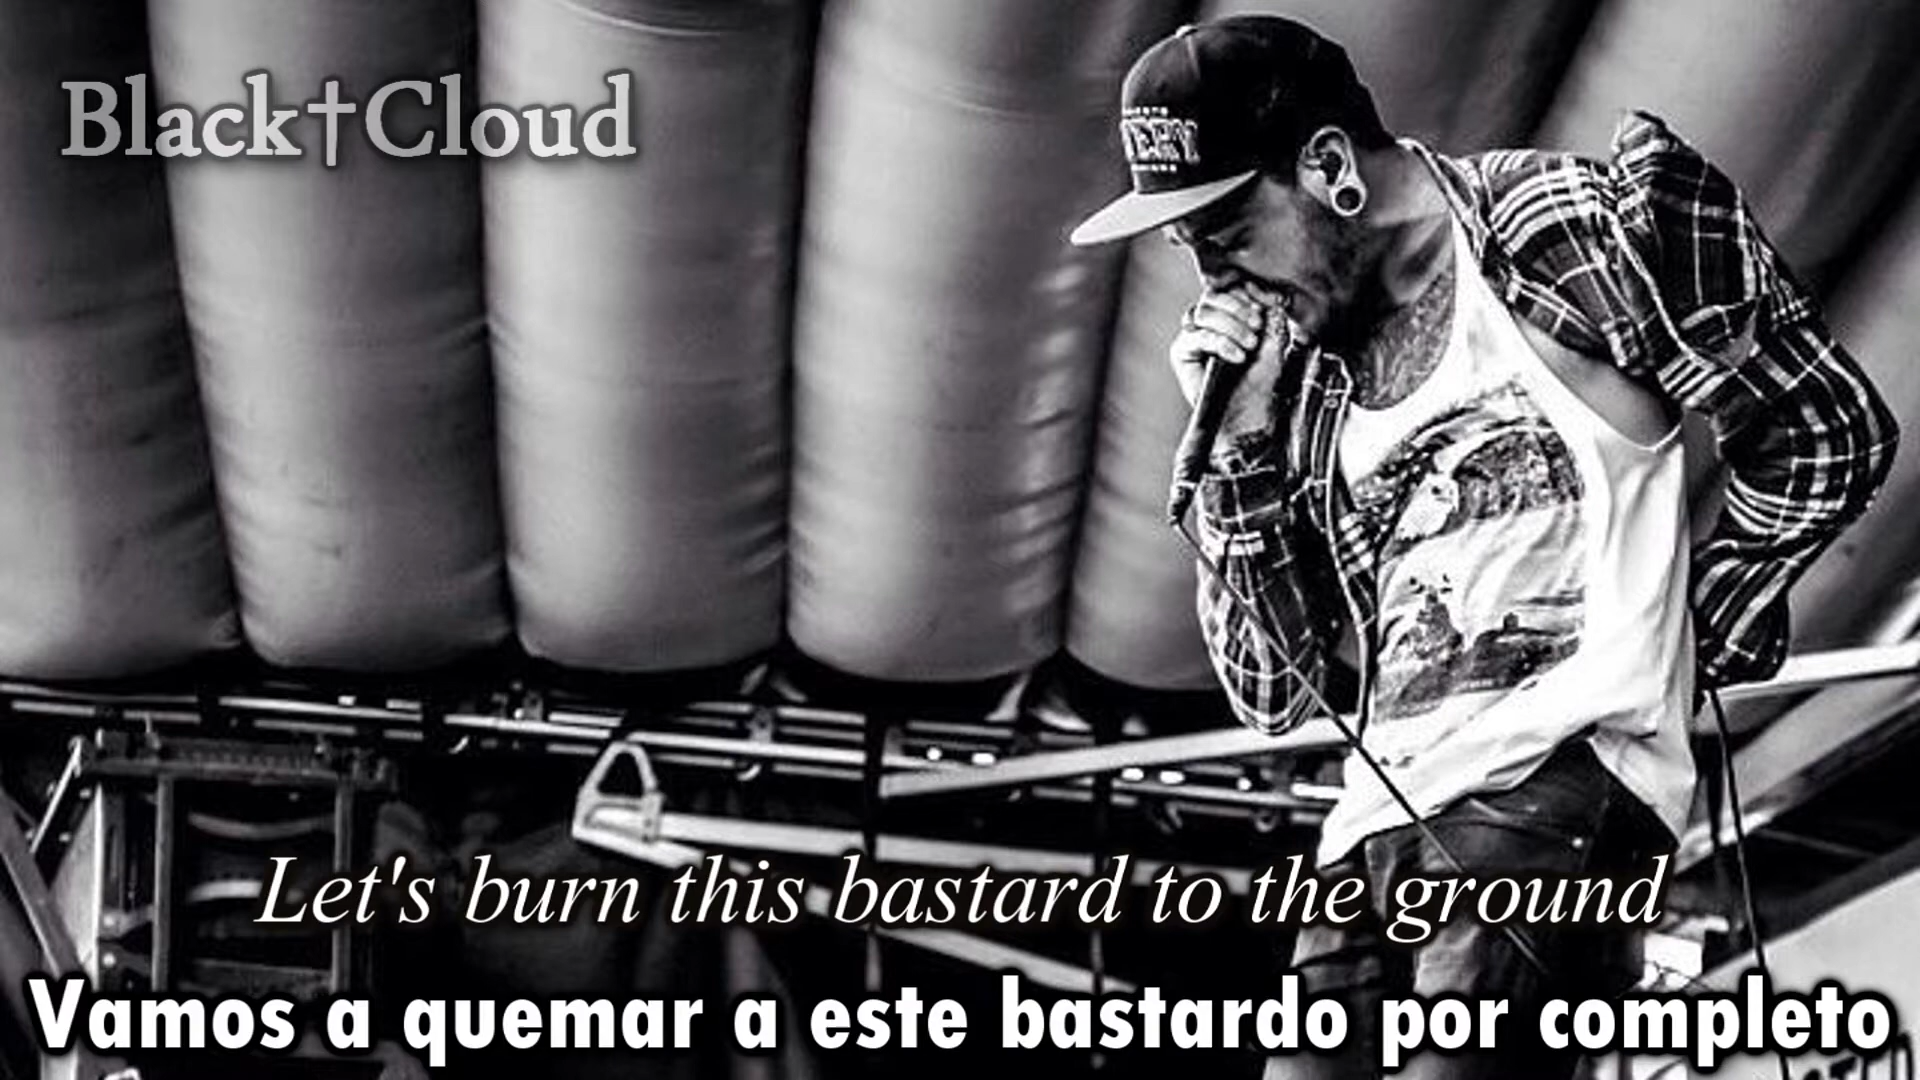 Black†Cloud
Let's burn this bastard to the ground
Vamos a quemar a este bastardo por completo